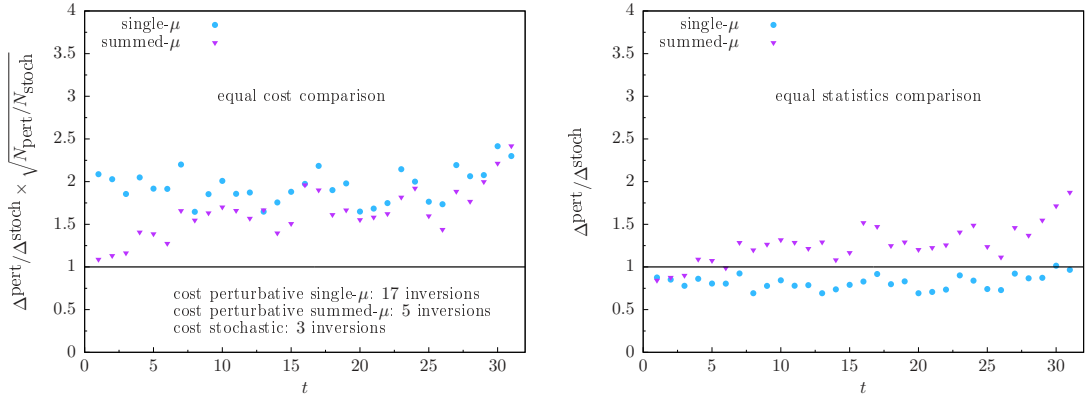 Δ^pert/Δ^stoch × √N_pert/N_stoch
4
3.5
3
2.5
2
1.5
1
0.5
0
single-μ
summed-μ
equal cost comparison
cost perturbative single-μ: 17 inversions
cost perturbative summed-μ: 5 inversions
cost stochastic: 3 inversions
0 5 10 15 20 25 30
t
Δ^pert/Δ^stoch
4
3.5
3
2.5
2
1.5
1
0.5
0
single-μ
summed-μ
equal statistics comparison
0 5 10 15 20 25 30
t